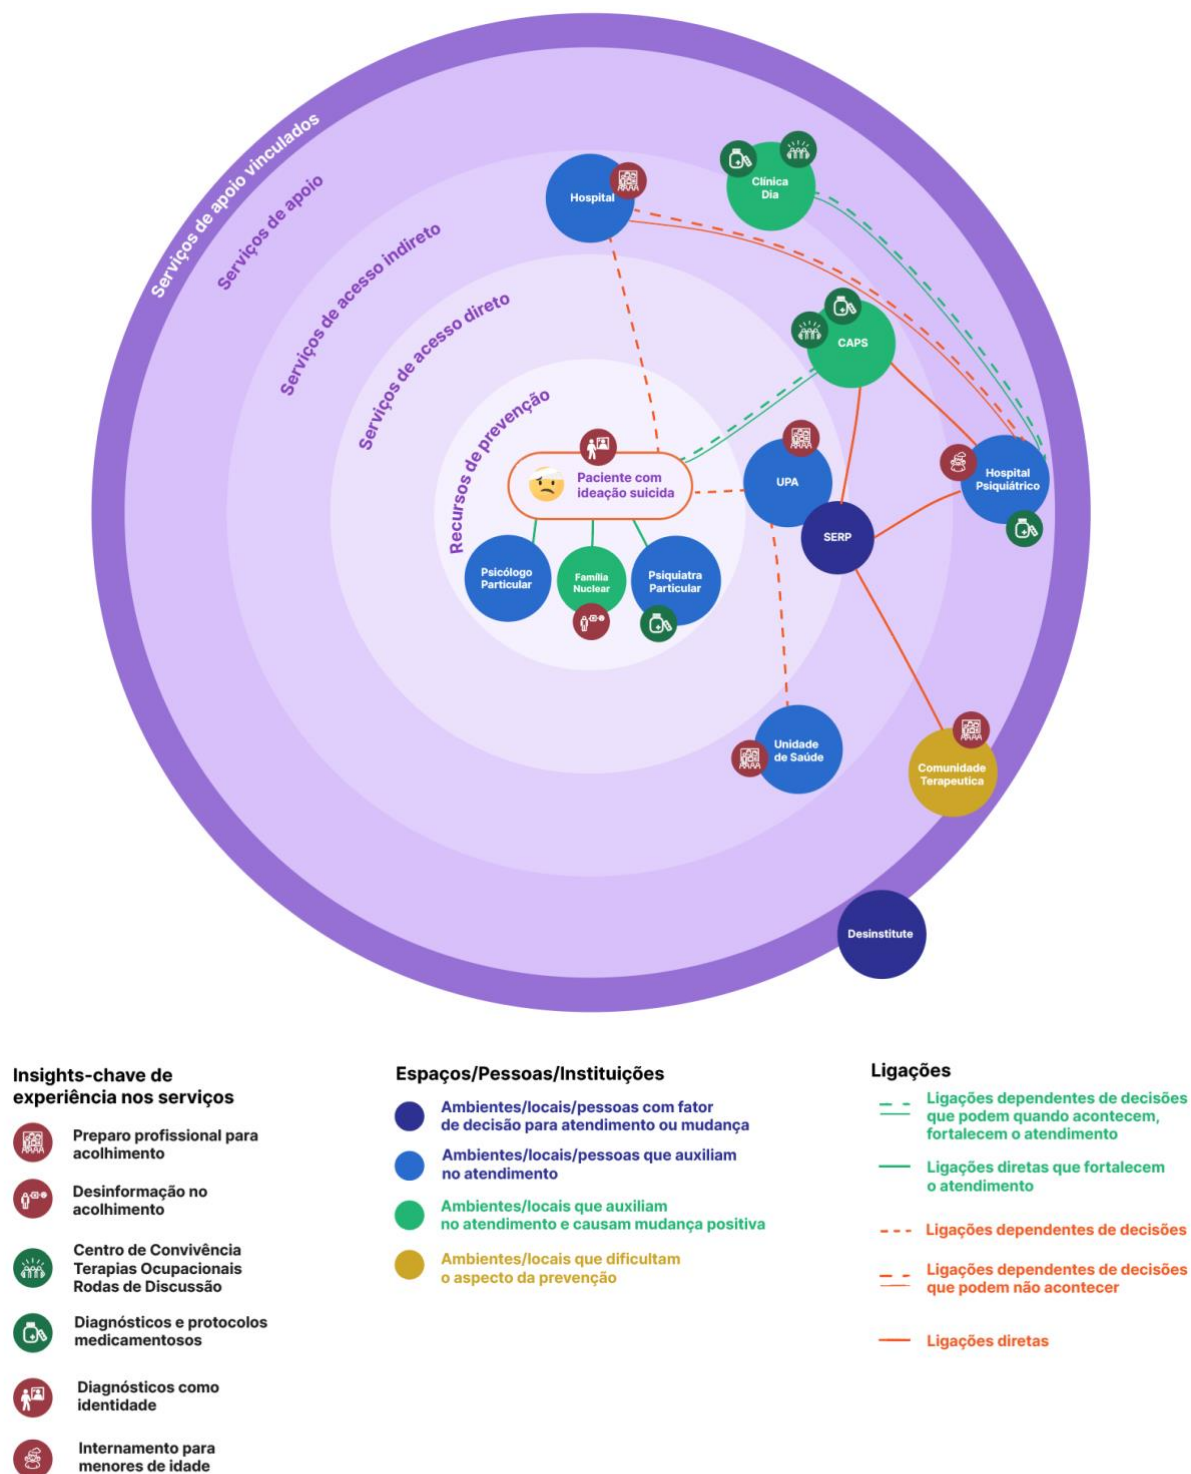 Serviços de apoio vinculados
Serviços de apoio
Serviços de acesso indireto
Serviços de acesso direto
Recursos de prevenção
Hospital
Clínica
Dia
CAPS
Paciente com
ideação suicida
UPA
Hospital
Psiquiátrico
SERP
Psicólogo
Particular
Família
Nuclear
Psiquiatra
Particular
Unidade
de Saúde
Comunidade
Terapeutica
Desinstitute
Insights-chave de
experiência nos serviços
Preparo profissional para
acolhimento
Desinformação no
acolhimento
Centro de Convivência
Terapias Ocupacionais
Rodas de Discussão
Diagnósticos e protocolos
medicamentosos
Diagnósticos como
identidade
Internamento para
menores de idade
Espaços/Pessoas/Instituições
Ambientes/locais/pessoas com fator
de decisão para atendimento ou mudança
Ambientes/locais/pessoas que auxiliam
no atendimento
Ambientes/locais que auxiliam
no atendimento e causam mudança positiva
Ambientes/locais que dificultam
o aspecto da prevenção
Ligações
Ligações dependentes de decisões
que podem quando acontecem,
fortalecem o atendimento
Ligações diretas que fortalecem
o atendimento
Ligações dependentes de decisões
Ligações dependentes de decisões
que podem não acontecer
Ligações diretas